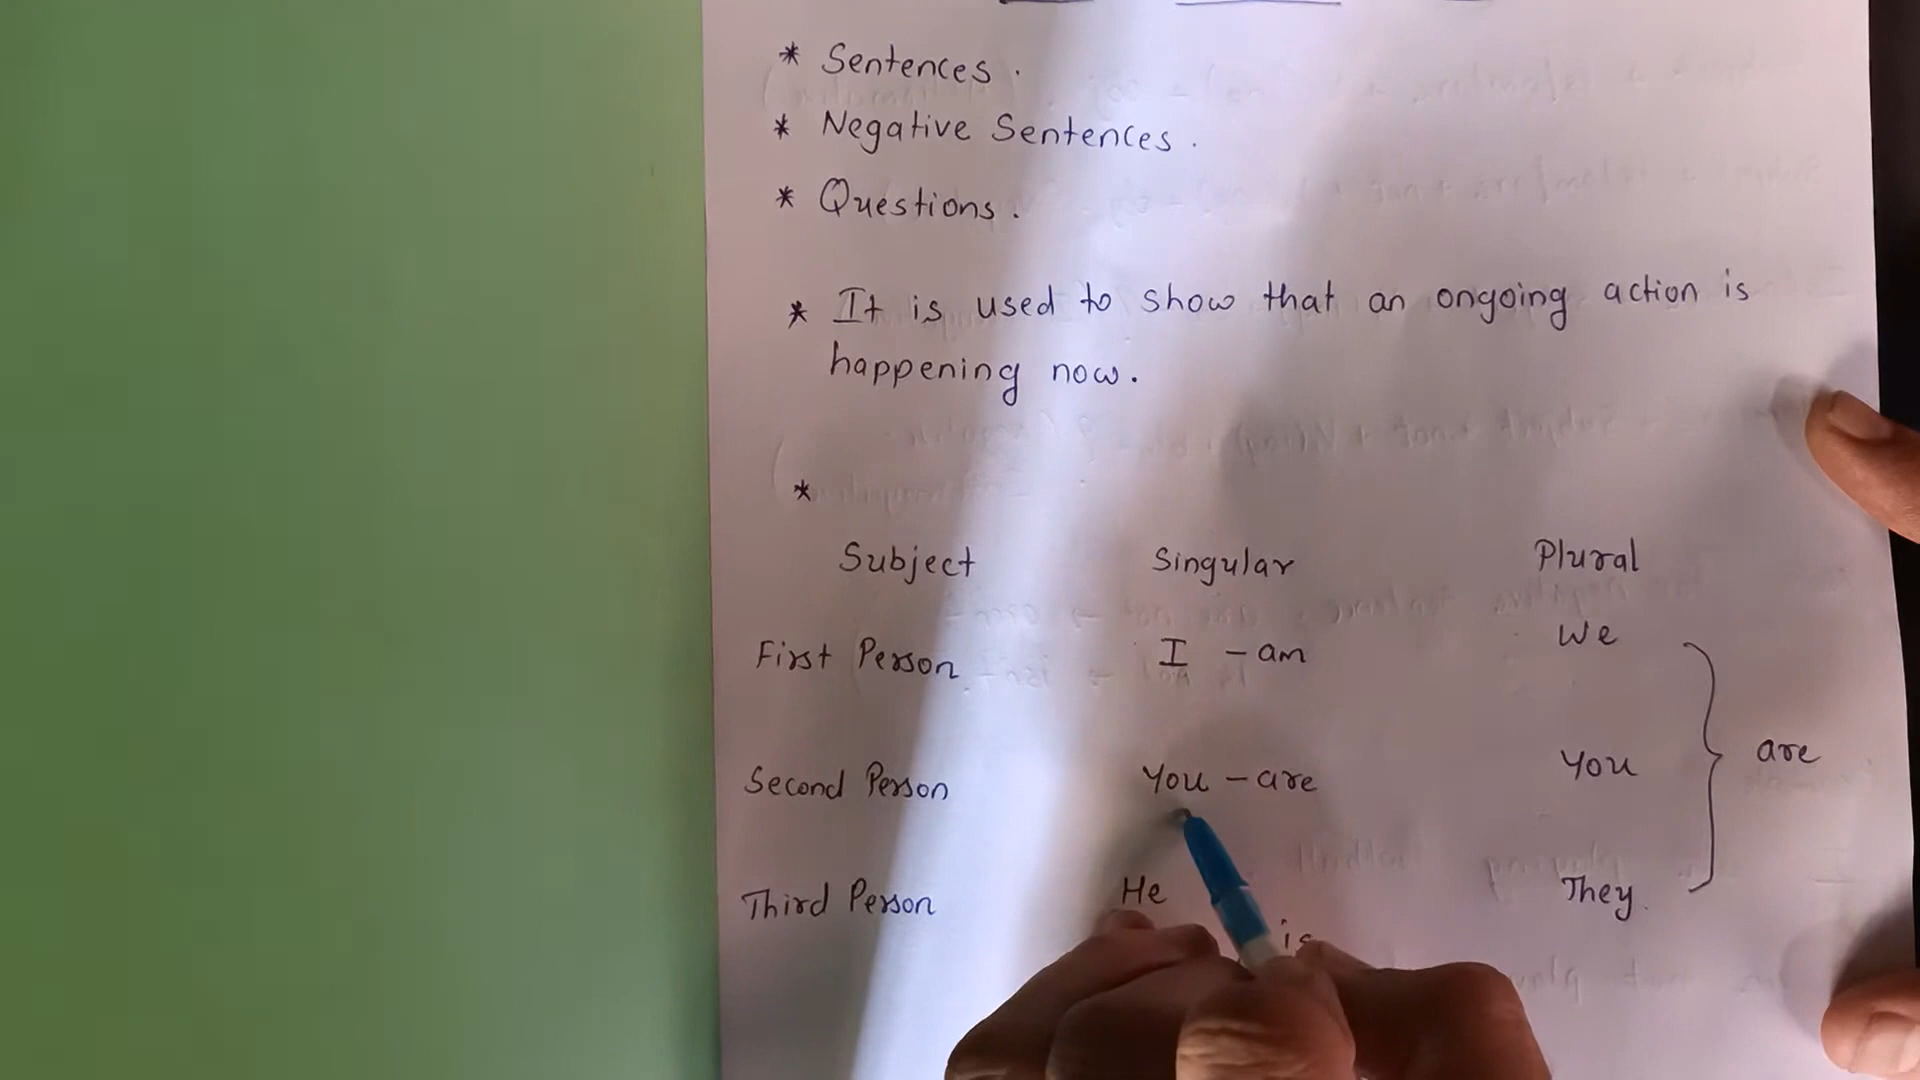 * Sentences.
* Negative Sentences.
* Questions.
* It is used to show that an ongoing action is
happening now.
*
Subject Singular Plural
First Person I - am We
Second Person You - are You are
Third Person He They.
is